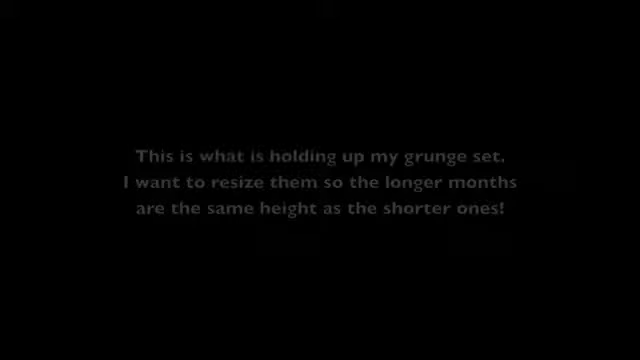 This is what is holding up my grunge set.
I want to resize them so the longer months
are the same height as the shorter ones!